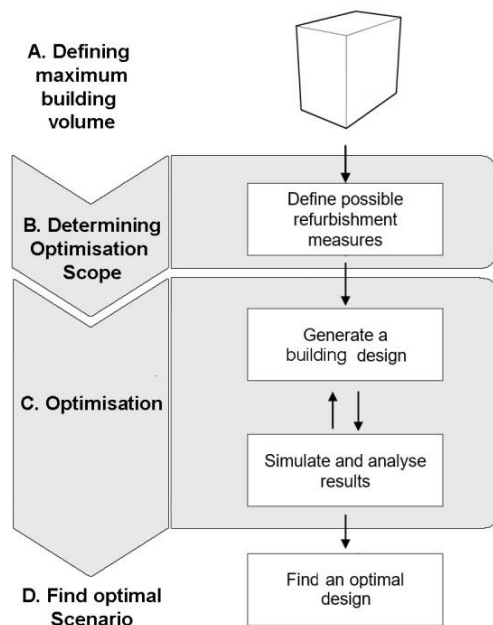 A. Defining
maximum
building
volume
Define possible
refurbishment
measures
B. Determining
Optimisation
Scope
Generate a
building design
C. Optimisation
Simulate and analyse
results
Find an optimal
design
D. Find optimal
Scenario